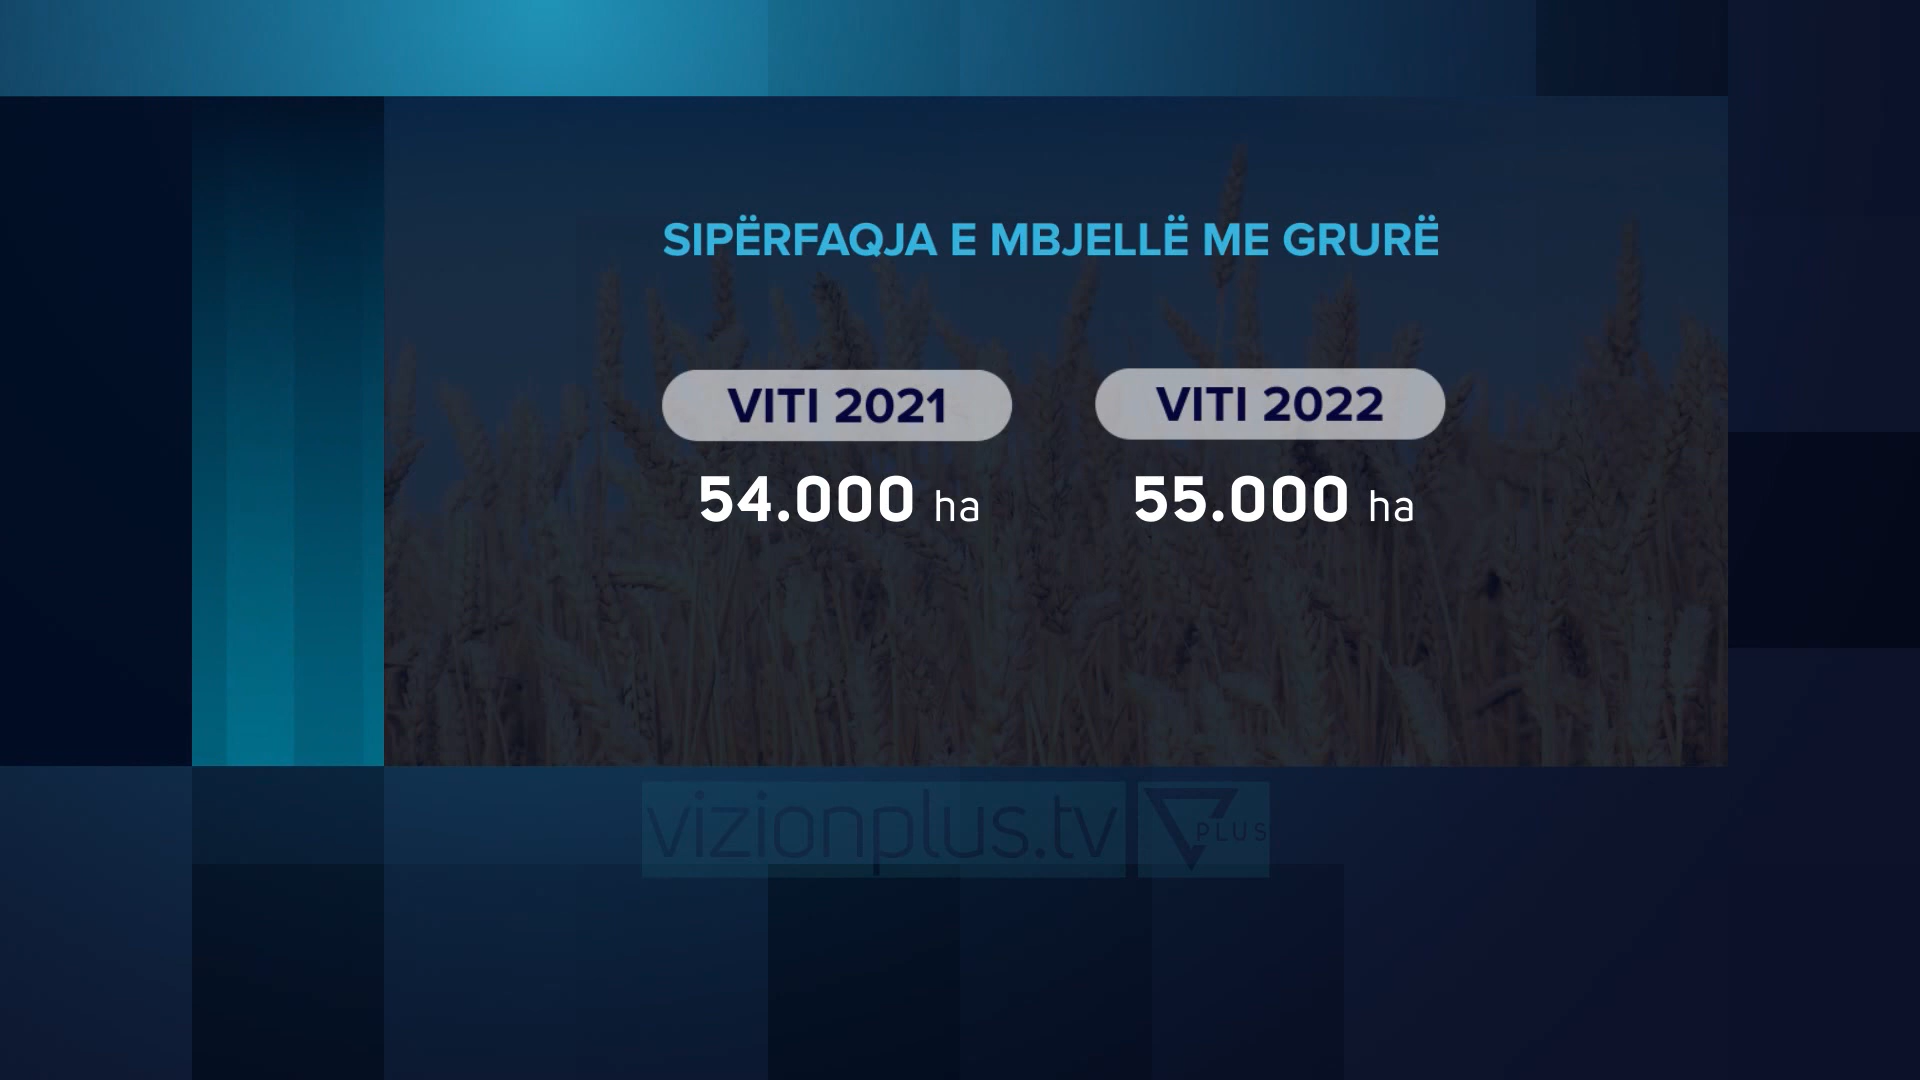 SIPËRFAQJA E MBJELLË ME GRURË
VITI 2021 VITI 2022
54.000 ha 55.000 ha
vizionplus.tv PLUS